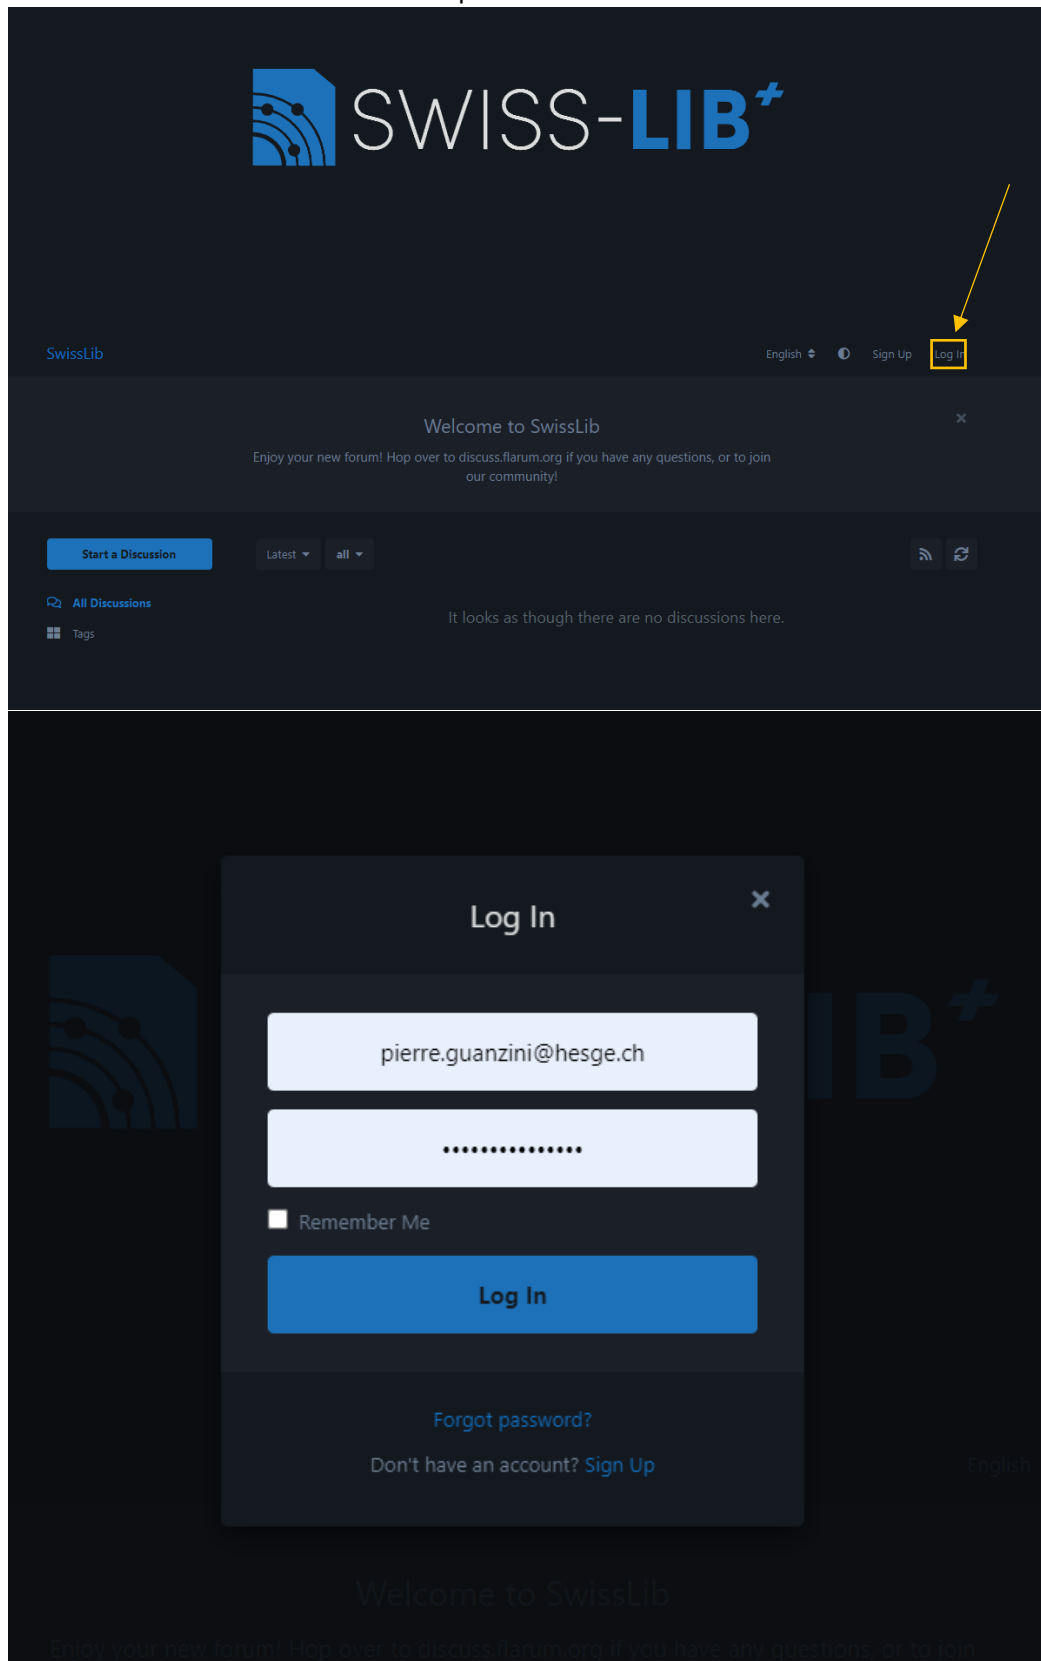 SWISS-LIB+
SwissLib
English
Sign Up
Log In
Welcome to SwissLib
Enjoy your new forum! Hop over to discuss.flarum.org if you have any questions, or to join
our community!
Start a Discussion
Latest
all
All Discussions
Tags
It looks as though there are no discussions here.
Log In
pierre.guanzini@hesge.ch
•••••••••••••••
Remember Me
Log In
Forgot password?
Don't have an account? Sign Up
IB+
English
Welcome to SwissLib
Enjoy your new forum! Hop over to discuss.flarum.org if you have any questions, or to join